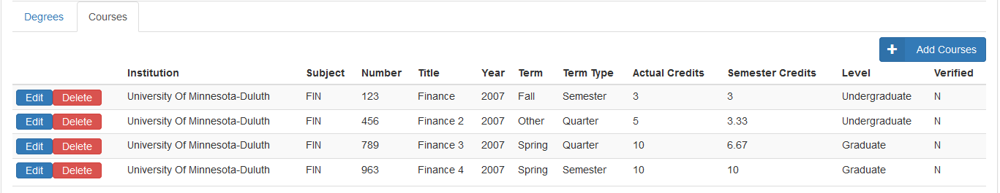 Degrees Courses
+ Add Courses
Institution Subject Number Title Year Term Term Type Actual Credits Semester Credits Level Verified
Edit Delete University Of Minnesota-Duluth FIN 123 Finance 2007 Fall Semester 3 3 Undergraduate N
Edit Delete University Of Minnesota-Duluth FIN 456 Finance 2 2007 Other Quarter 5 3.33 Undergraduate N
Edit Delete University Of Minnesota-Duluth FIN 789 Finance 3 2007 Spring Quarter 10 6.67 Graduate N
Edit Delete University Of Minnesota-Duluth FIN 963 Finance 4 2007 Spring Semester 10 10 Graduate N